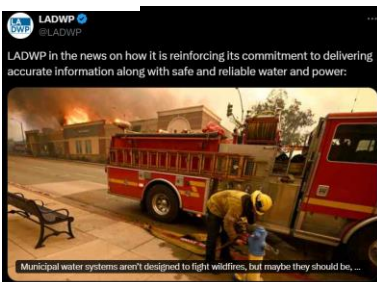 LADWP
@LADWP
LADWP in the news on how it is reinforcing its commitment to delivering
accurate information along with safe and reliable water and power:
Municipal water systems aren't designed to fight wildfires, but maybe they should be, ...